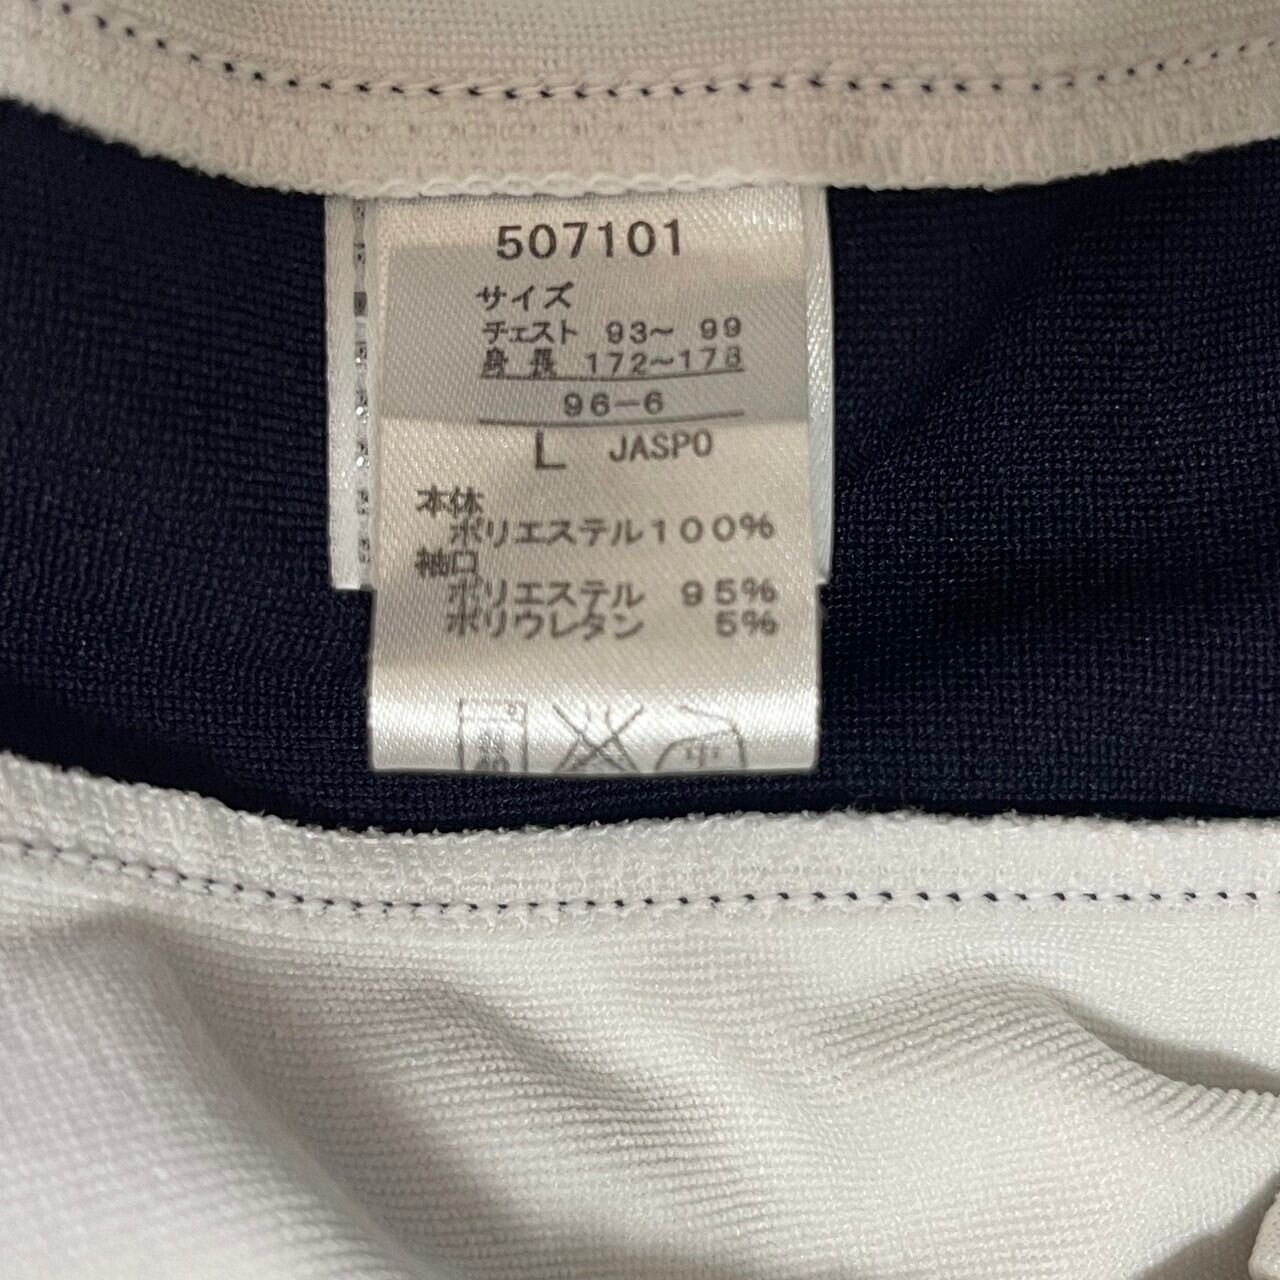 507101
サイズ
チェスト 93〜 99
身 長 172〜178
96-6
L JASPO
本体
ポリエステル100%
袖口
ポリエステル 95%
ポリウレタン 5%
中